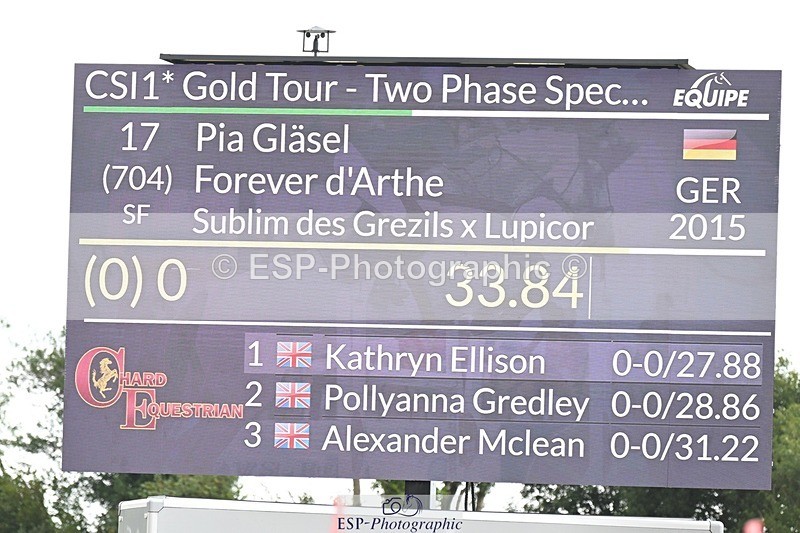 CSI1* Gold Tour - Two Phase Spec... EQUIPE
17 Pia Gläsel
(704) Forever d'Arthe GER
SF Sublim des Grezils x Lupicor 2015
© ESP-Photographic ©
(0) 0 33.84
1 Kathryn Ellison 0-0/27.88
CHARD EQUESTRIAN
2 Pollyanna Gredley 0-0/28.86
3 Alexander Mclean 0-0/31.22
ESP-Photographic